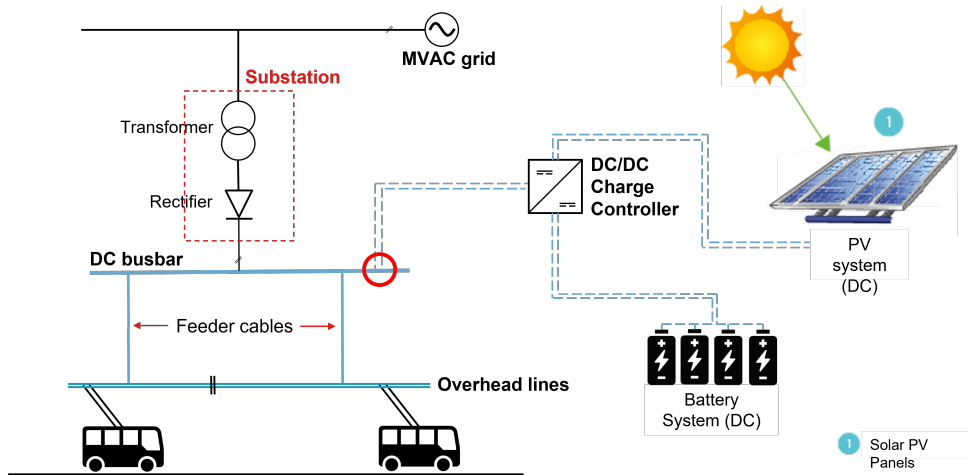 MVAC grid
Substation
Transformer
Rectifier
DC busbar
Feeder cables
Overhead lines
DC/DC
Charge
Controller
1
PV
system
(DC)
Battery
System (DC)
1 Solar PV
Panels